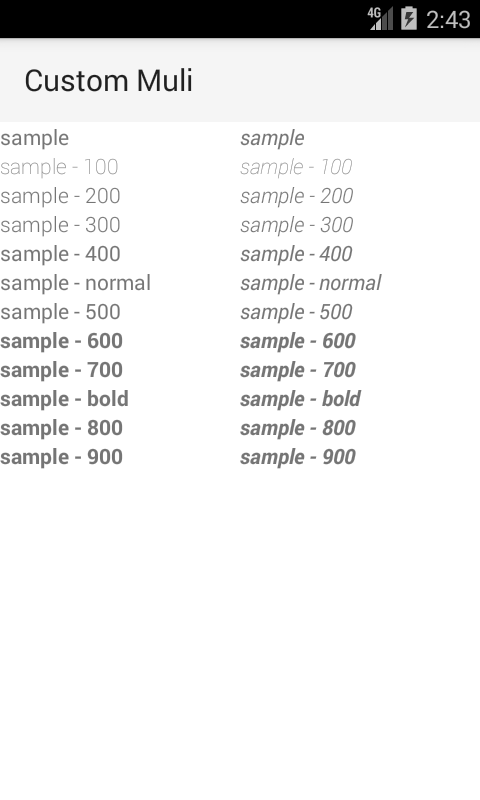 4G 2:43
Custom Muli
sample sample
sample - 100 sample - 100
sample - 200 sample - 200
sample - 300 sample - 300
sample - 400 sample - 400
sample - normal sample - normal
sample - 500 sample - 500
sample - 600 sample - 600
sample - 700 sample - 700
sample - bold sample - bold
sample - 800 sample - 800
sample - 900 sample - 900